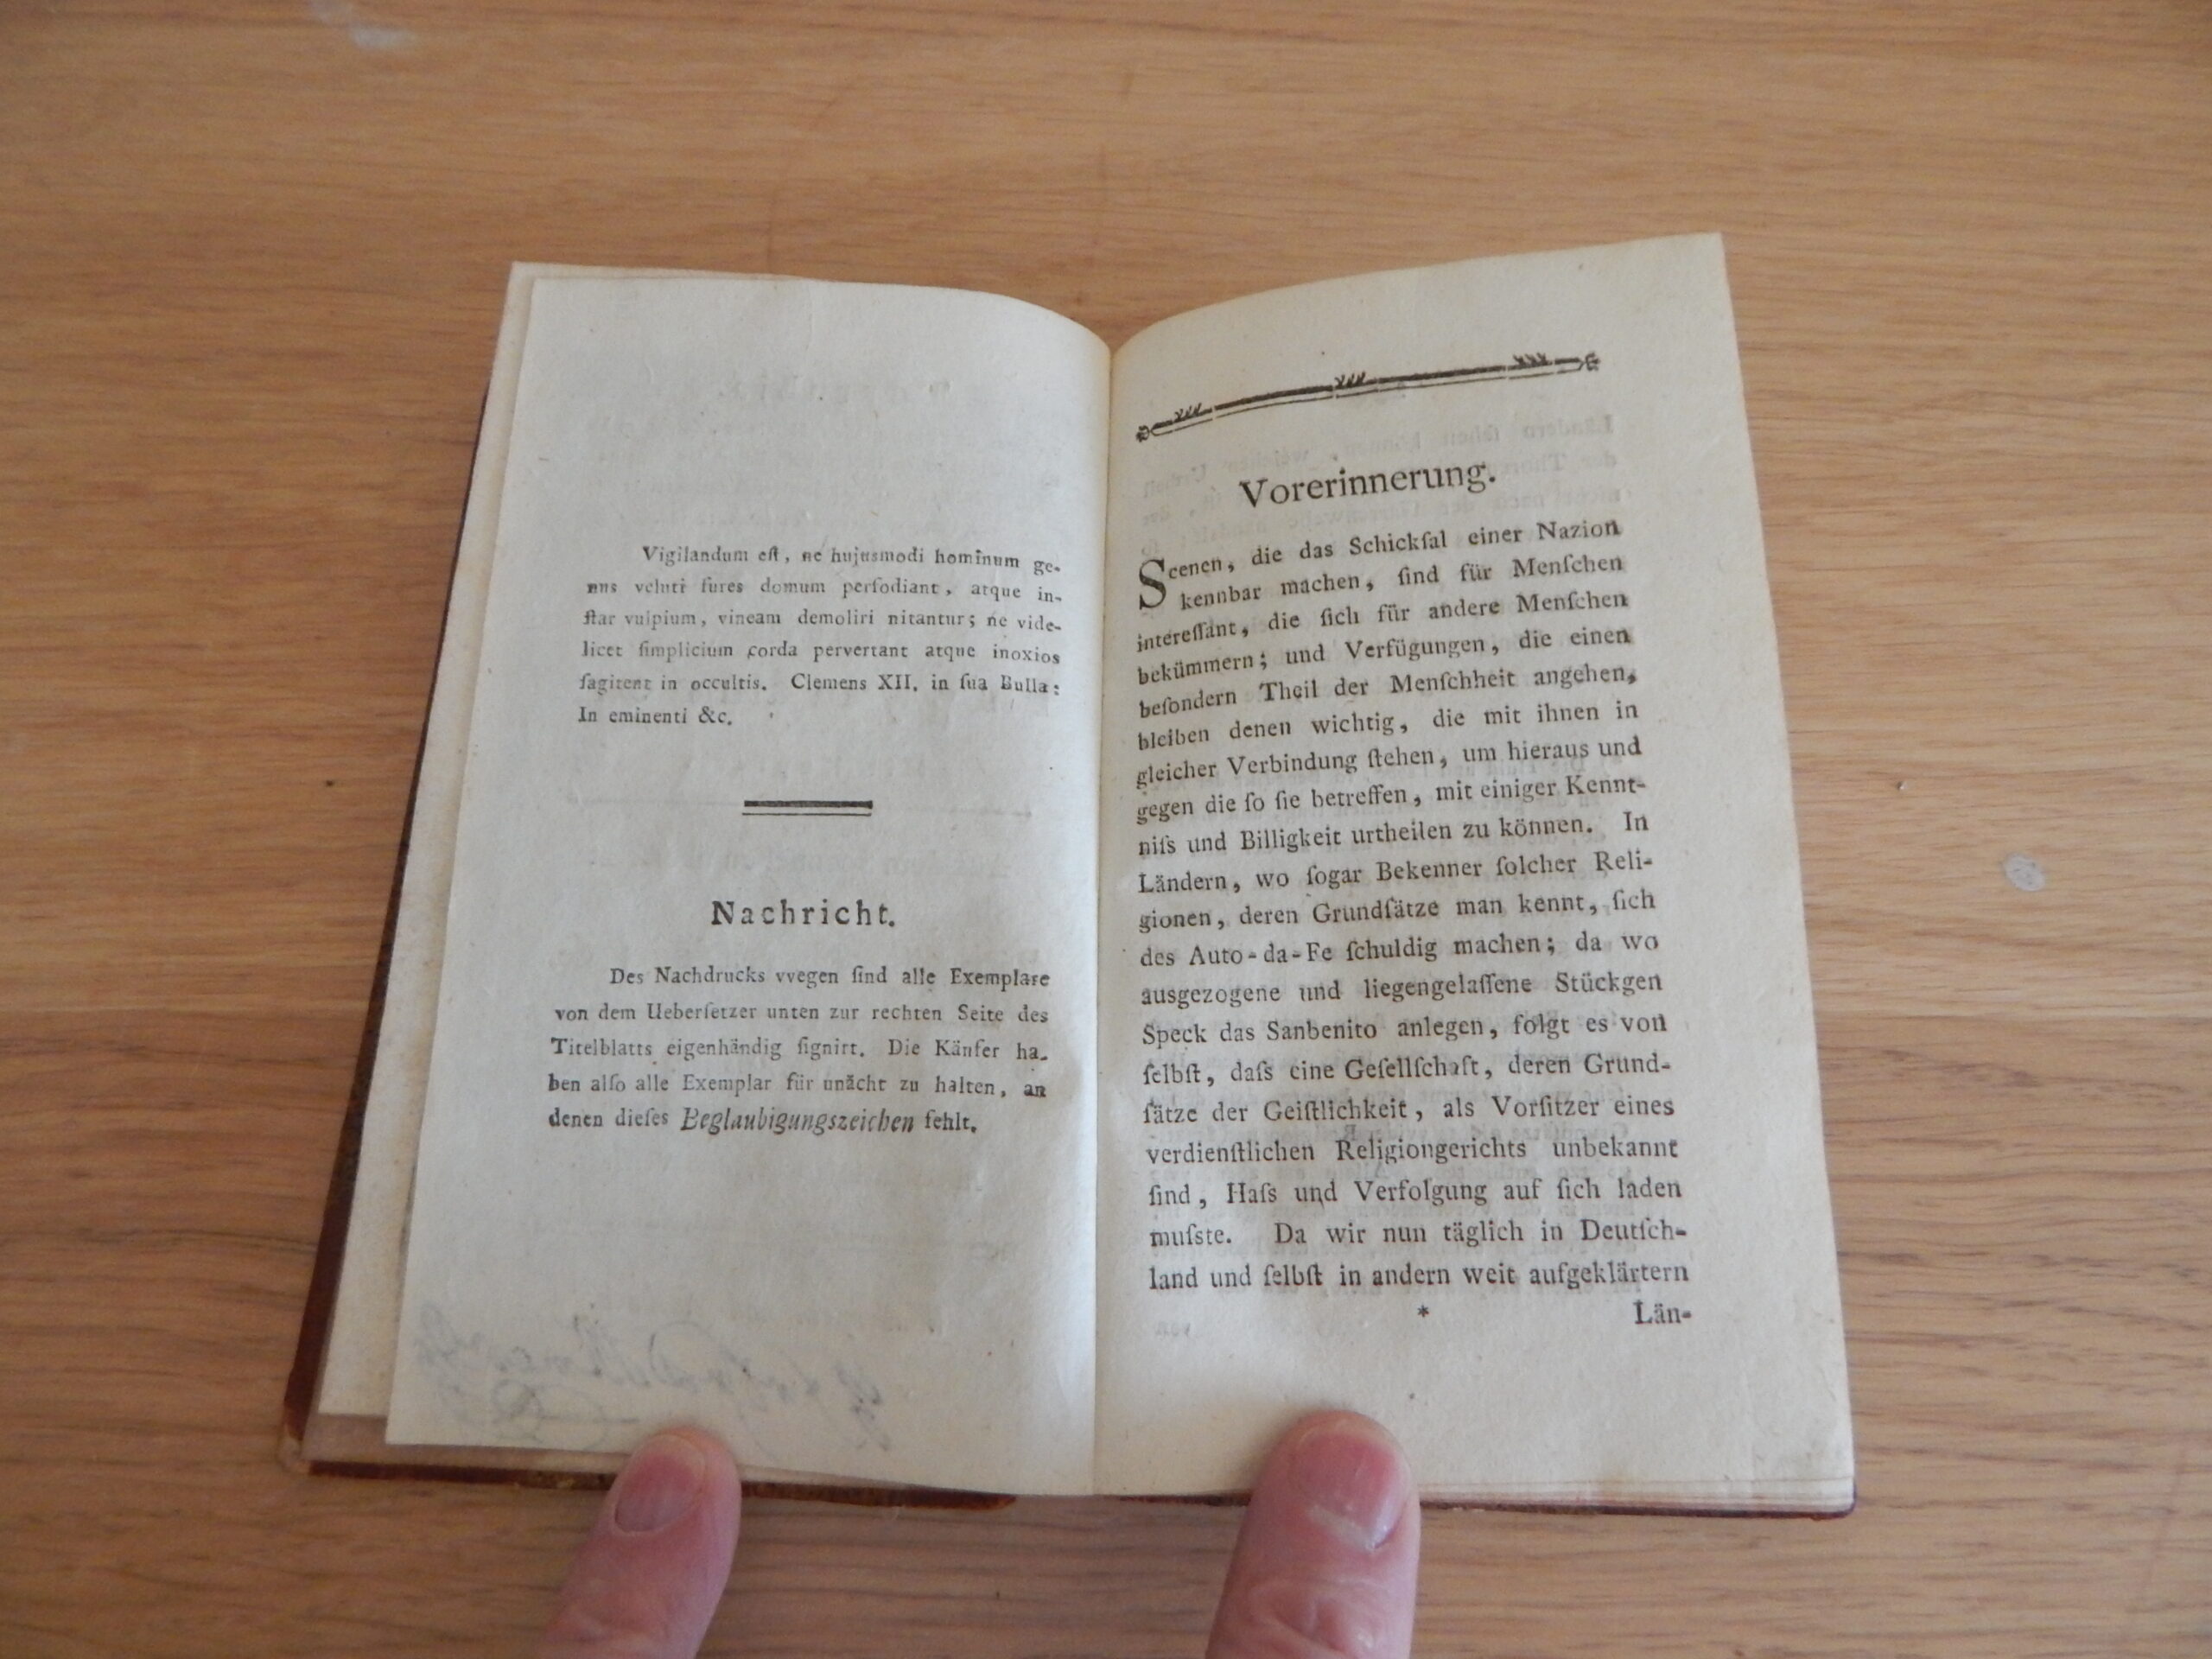 Vigilandum eſt, ne hujusmodi hominum ge-
nus veluti fures domum perfodiant, atque in-
ſtar vulpium, vineam demoliri nitantur; ne vide-
licet ſimplicium corda pervertant atque inoxios
ſagitent in occultis. Clemens XII. in ſua Bulla:
In eminenti &c.
Nachricht.
Des Nachdrucks vvegen ſind alle Exemplare
von dem Ueberſetzer unten zur rechten Seite des
Titelblatts eigenhändig ſignirt. Die Känfer ha-
ben alſo alle Exemplar für unächt zu halten, an
denen dieſes Beglaubigungszeichen fehlt.
Vorerinnerung.
Scenen, die das Schickſal einer Nazion
kennbar machen, ſind für Menſchen
intereſſant, die ſich für andere Menſchen
bekümmern; und Verfügungen, die einen
beſondern Theil der Menſchheit angehen,
bleiben denen wichtig, die mit ihnen in
gleicher Verbindung ſtehen, um hieraus und
gegen die ſo ſie betreffen, mit einiger Kennt-
niſs und Billigkeit urtheilen zu können. In
Ländern, wo ſogar Bekenner ſolcher Reli-
gionen, deren Grundſätze man kennt, ſich
des Auto-da-Fe ſchuldig machen; da wo
ausgezogene und liegengelaſſene Stückgen
Speck das Sanbenito anlegen, folgt es von
ſelbſt, daſs eine Geſellſchaft, deren Grund-
ſätze der Geiſtlichkeit, als Vorſitzer eines
verdienſtlichen Religiongerichts unbekannt
ſind, Haſs und Verfolgung auf ſich laden
muſste. Da wir nun täglich in Deutſch-
land und ſelbſt in andern weit aufgeklärtern
* Län-